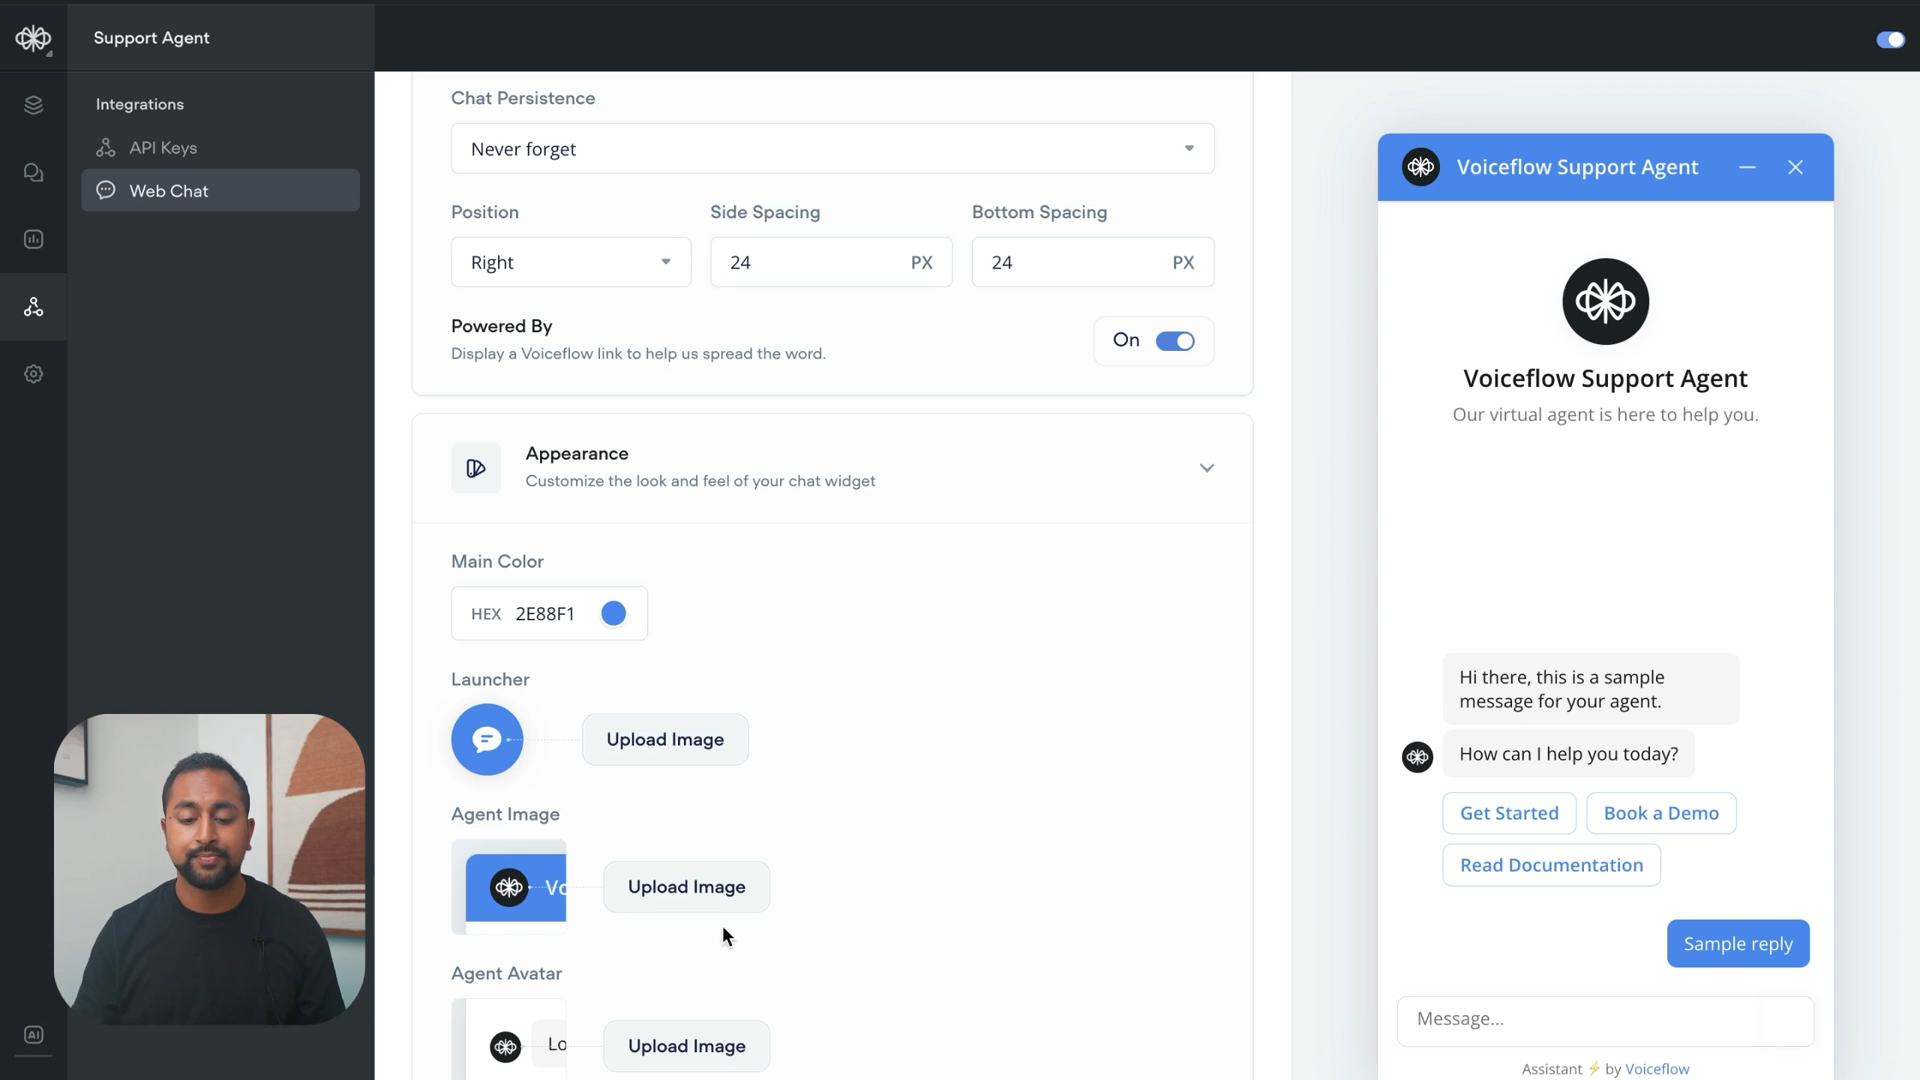 Support Agent
Integrations
API Keys
Web Chat
AI
Chat Persistence
Never forget
Position
Side Spacing
Bottom Spacing
Right
24 PX
24 PX
Powered By
Display a Voiceflow link to help us spread the word.
On
Appearance
Customize the look and feel of your chat widget
Main Color
HEX 2E88F1
Launcher
Upload Image
Agent Image
Vo
Upload Image
Agent Avatar
Lo
Upload Image
Voiceflow Support Agent
Voiceflow Support Agent
Our virtual agent is here to help you.
Hi there, this is a sample
message for your agent.
How can I help you today?
Get Started
Book a Demo
Read Documentation
Sample reply
Message...
Assistant ⚡ by Voiceflow